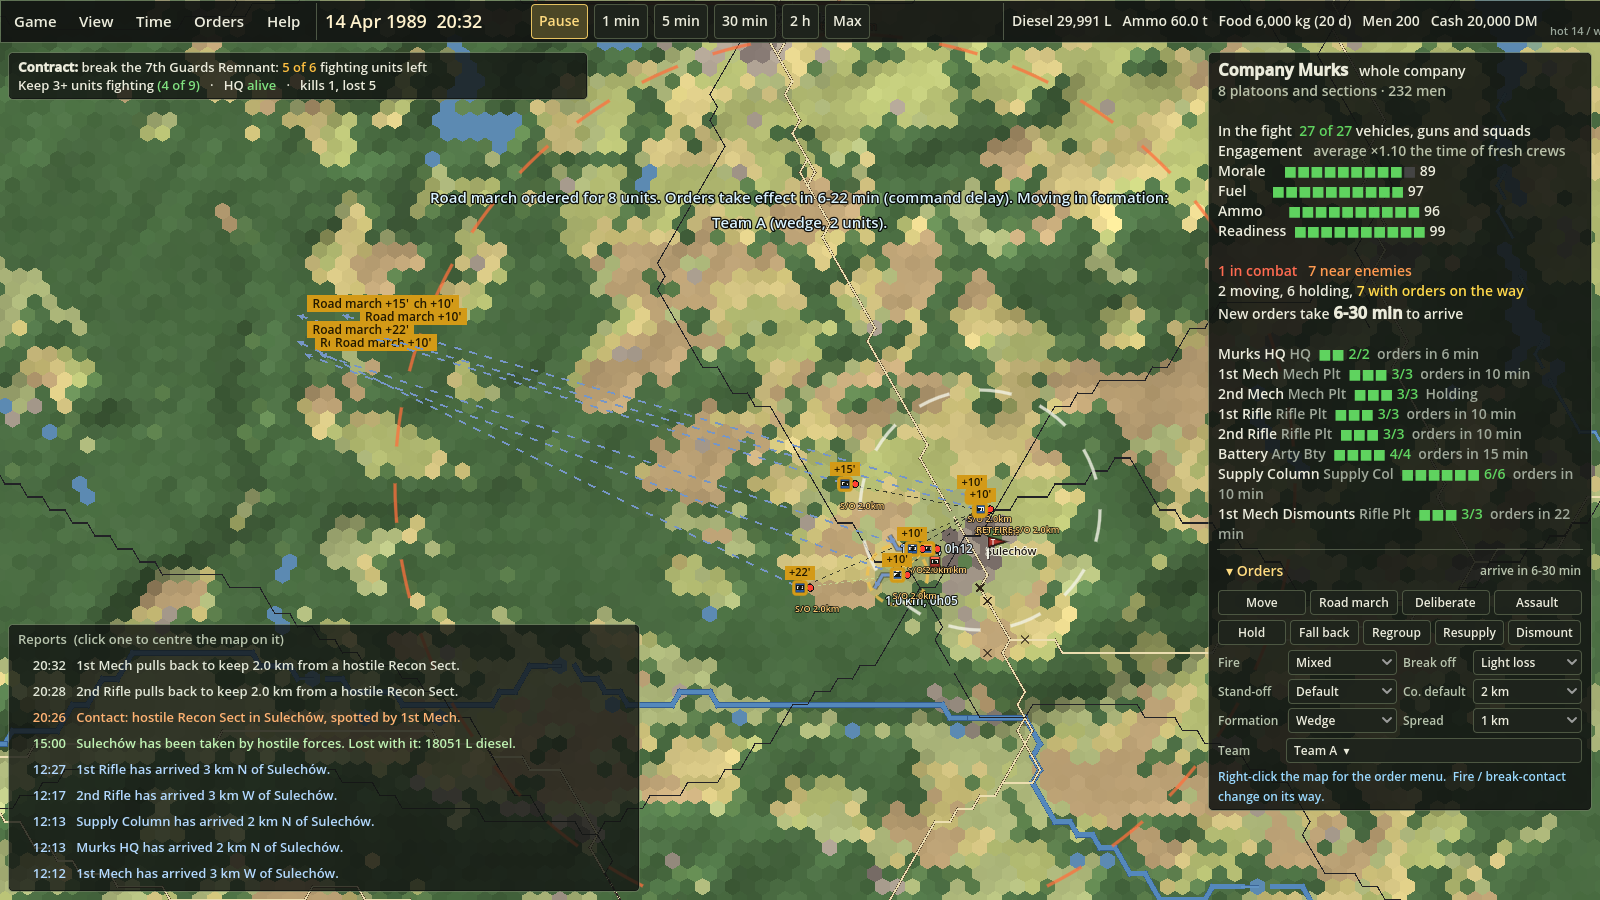 Game View Time Orders Help 14 Apr 1989 20:32 Pause 1 min 5 min 30 min 2 h Max Diesel 29,991 L Ammo 60.0 t Food 6,000 kg (20 d) Men 200 Cash 20,000 DM
hot 14 / w
Contract: break the 7th Guards Remnant: 5 of 6 fighting units left
Keep 3+ units fighting (4 of 9) · HQ alive · kills 1, lost 5
Road march ordered for 8 units. Orders take effect in 6-22 min (command delay). Moving in formation:
Team A (wedge, 2 units).
Road march +15' ch +10'
Road march +10'
Road march +22'
Road march +10'
+15'
S/O 2.0km
+10'
+10'
S/O 2.0km
RET FIRE S/O 2.0km
+10'
0h12
Sulechów
+10'
S/O 2.0km
+22'
S/O 2.0km
S/O 2.0km
1.0 km, 0h05
Company Murks whole company
8 platoons and sections · 232 men
In the fight 27 of 27 vehicles, guns and squads
Engagement average ×1.10 the time of fresh crews
Morale 89
Fuel 97
Ammo 96
Readiness 99
1 in combat 7 near enemies
2 moving, 6 holding, 7 with orders on the way
New orders take 6-30 min to arrive
Murks HQ HQ 2/2 orders in 6 min
1st Mech Mech Plt 3/3 orders in 10 min
2nd Mech Mech Plt 3/3 Holding
1st Rifle Rifle Plt 3/3 orders in 10 min
2nd Rifle Rifle Plt 3/3 orders in 10 min
Battery Arty Bty 4/4 orders in 15 min
Supply Column Supply Col 6/6 orders in
10 min
1st Mech Dismounts Rifle Plt 3/3 orders in 22
min
▾ Orders arrive in 6-30 min
Move Road march Deliberate Assault
Hold Fall back Regroup Resupply Dismount
Fire Mixed Break off Light loss
Stand-off Default Co. default 2 km
Formation Wedge Spread 1 km
Team Team A ▾
Right-click the map for the order menu. Fire / break-contact
change on its way.
Reports (click one to centre the map on it)
20:32 1st Mech pulls back to keep 2.0 km from a hostile Recon Sect.
20:28 2nd Rifle pulls back to keep 2.0 km from a hostile Recon Sect.
20:26 Contact: hostile Recon Sect in Sulechów, spotted by 1st Mech.
15:00 Sulechów has been taken by hostile forces. Lost with it: 18051 L diesel.
12:27 1st Rifle has arrived 3 km N of Sulechów.
12:17 2nd Rifle has arrived 3 km W of Sulechów.
12:13 Supply Column has arrived 2 km N of Sulechów.
12:13 Murks HQ has arrived 2 km N of Sulechów.
12:12 1st Mech has arrived 3 km W of Sulechów.